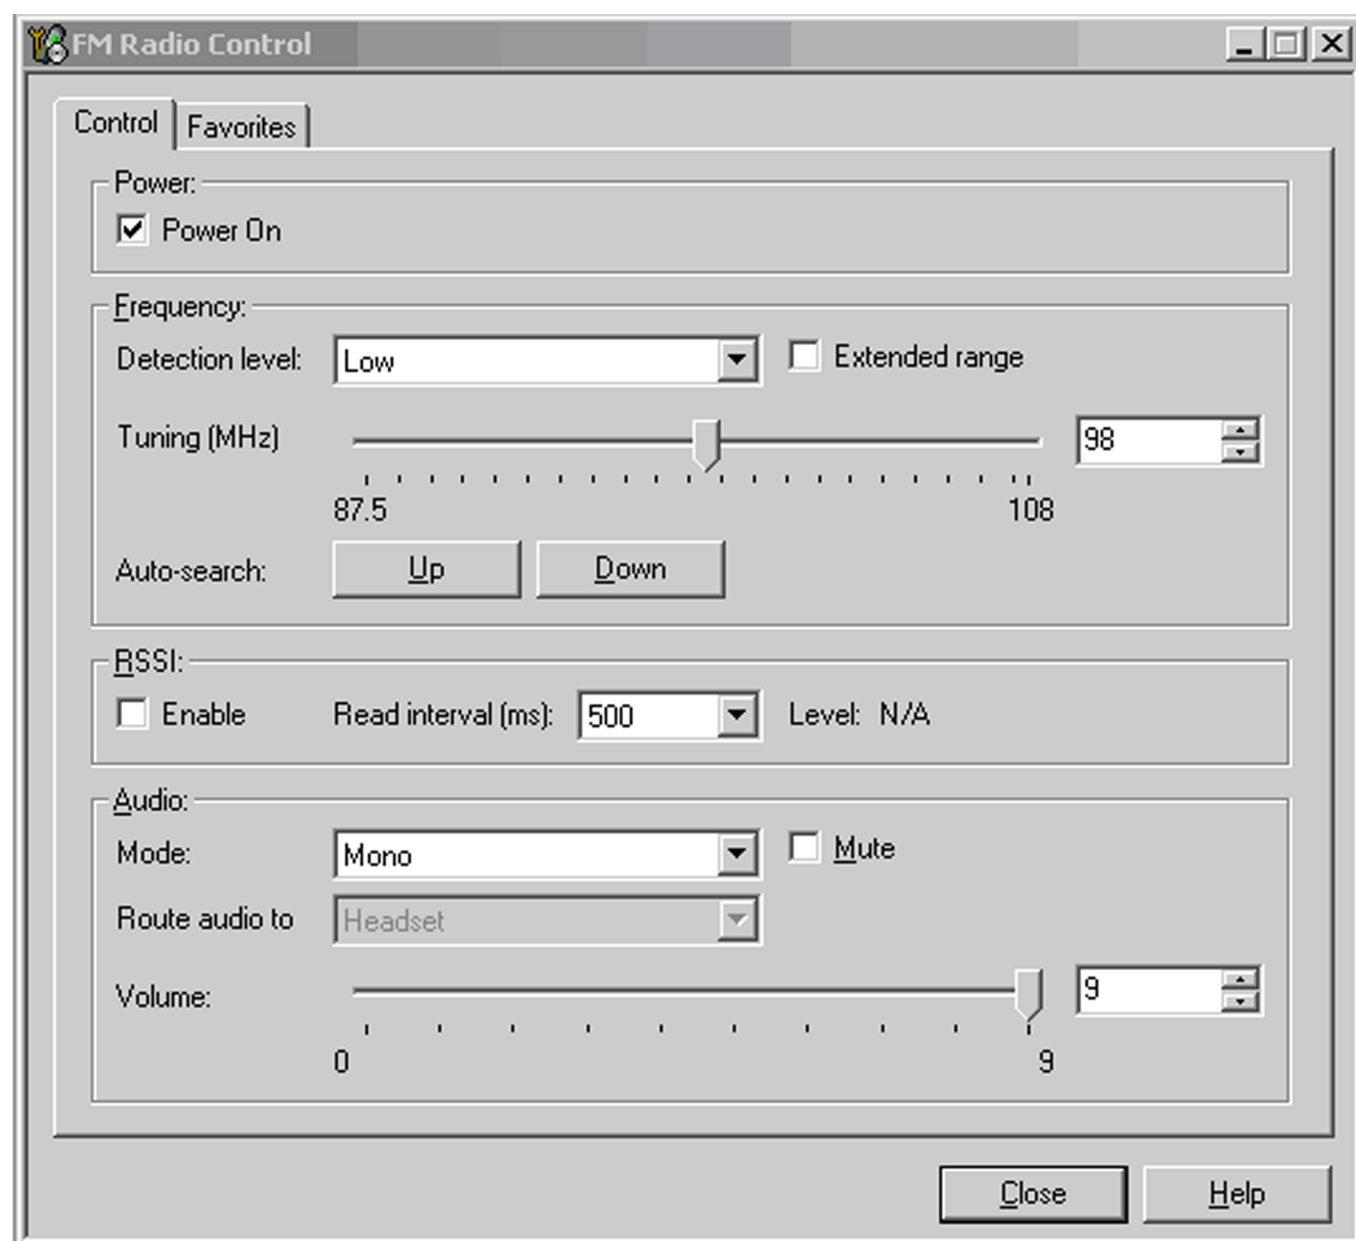 FM Radio Control
Control Favorites
Power:
Power On
Frequency:
Detection level: Low Extended range
Tuning (MHz) 98
87.5 108
Auto-search: Up Down
RSSI:
Enable Read interval (ms): 500 Level: N/A
Audio:
Mode: Mono Mute
Route audio to Headset
Volume: 9
0 9
Close Help